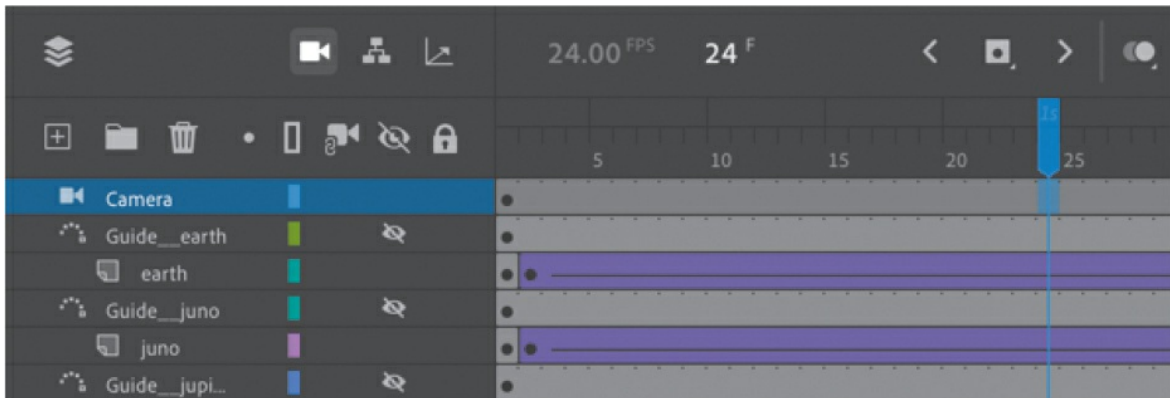 24.00 FPS 24 F
1s
5 10 15 20 25
Camera
Guide__earth
earth
Guide__juno
juno
Guide__jupi...